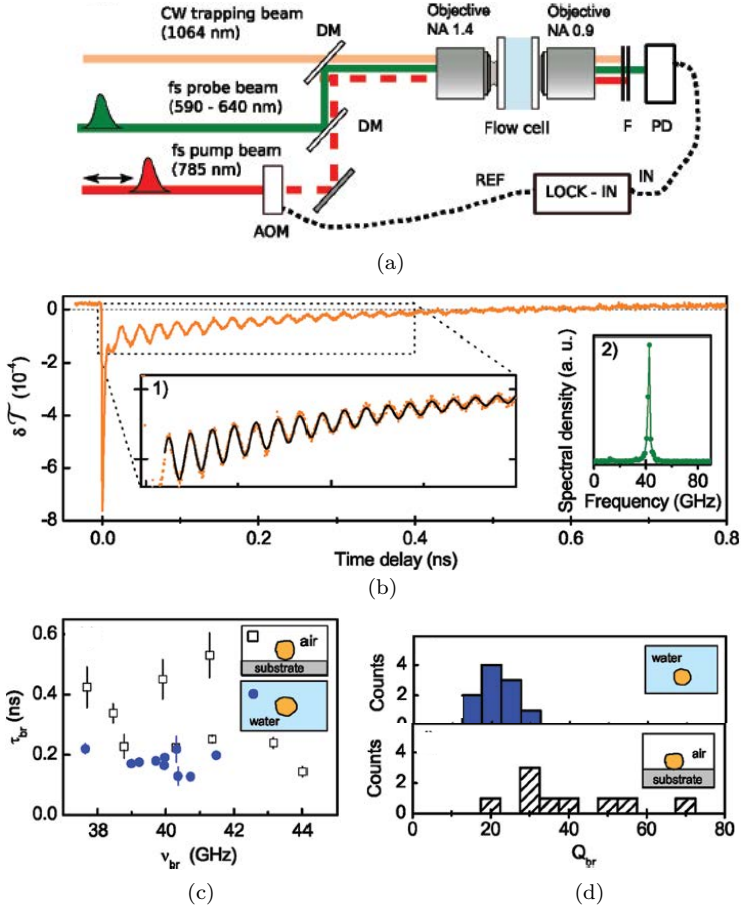 CW trapping beam
(1064 nm)
DM
Objective
NA 1.4
Objective
NA 0.9
fs probe beam
(590 - 640 nm)
DM
Flow cell
F
PD
fs pump beam
(785 nm)
AOM
REF
LOCK - IN
IN
(a)
δT (10⁻⁴)
0
-2
-4
-6
-8
1)
2)
Spectral density (a. u.)
0
40
80
Frequency (GHz)
0.0
0.2
0.4
0.6
0.8
Time delay (ns)
(b)
τbr (ns)
0.6
0.4
0.2
0.0
air
substrate
water
38
40
42
44
νbr (GHz)
(c)
Counts
4
2
0
water
Counts
4
2
0
air
substrate
0
20
40
60
80
Qbr
(d)